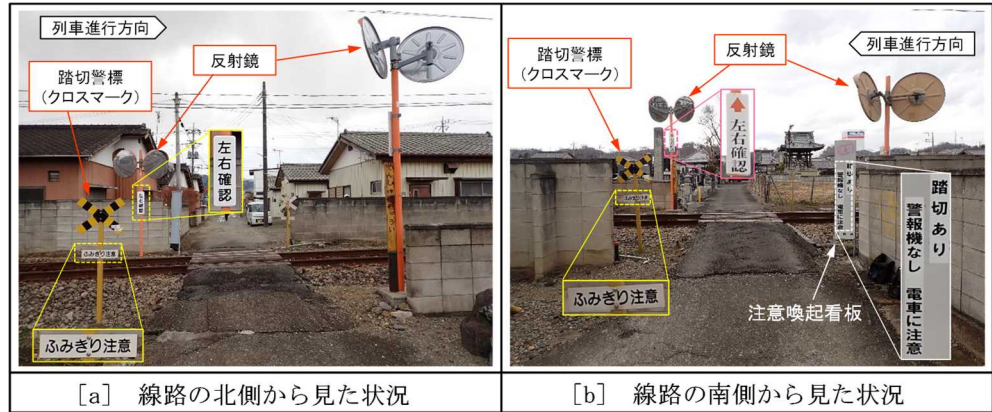 列車進行方向
反射鏡
踏切警標
(クロスマーク)
左右確認
ふみきり注意
ふみきり注意
[a] 線路の北側から見た状況
反射鏡
列車進行方向
踏切警標
(クロスマーク)
左右確認
踏切あり
警報機なし 電車に注意
ふみきり注意
注意喚起看板
[b] 線路の南側から見た状況